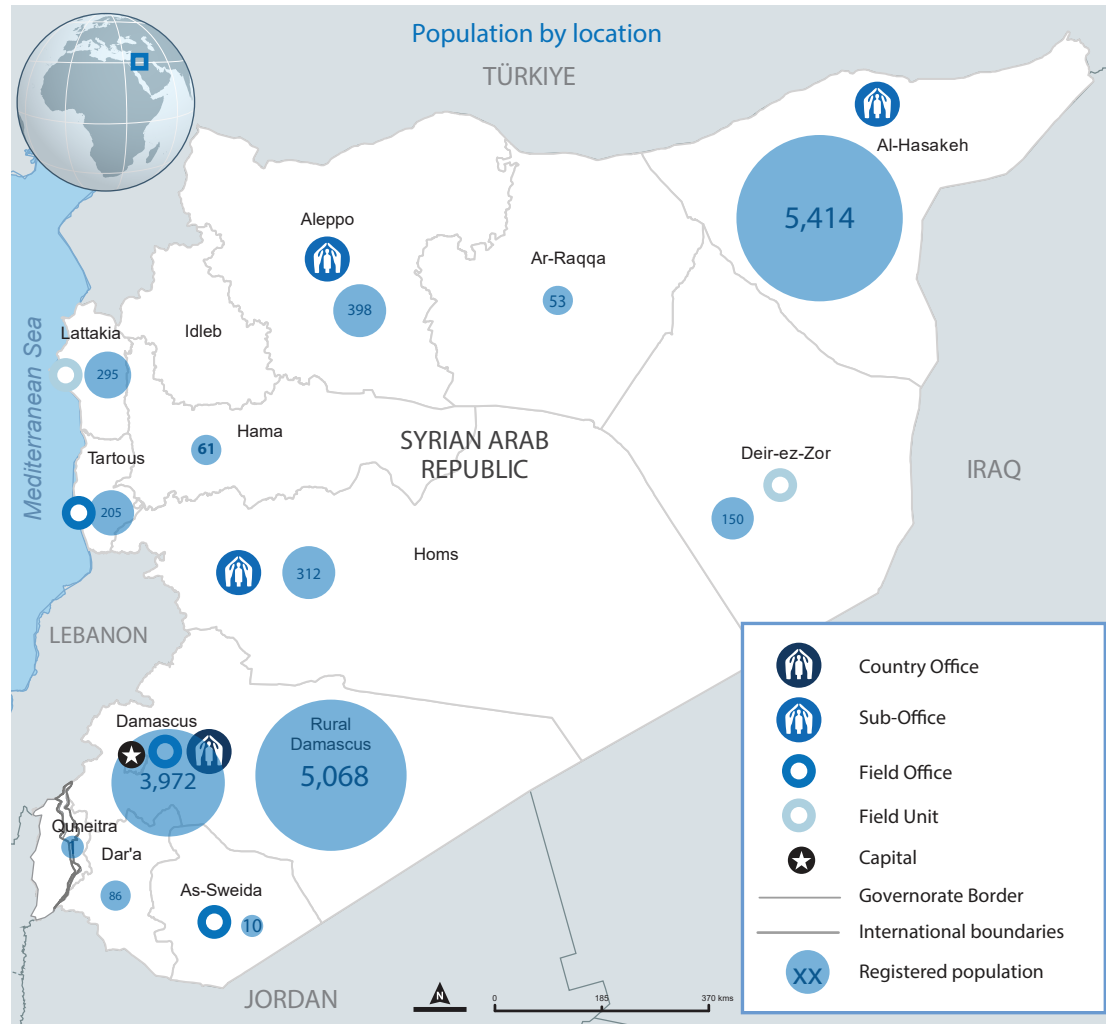 Population by location
TÜRKIYE
Al-Hasakeh
5,414
Aleppo
398
Ar-Raqqa
53
Mediterranean Sea
Lattakia
295
Idleb
Hama
61
SYRIAN ARAB
REPUBLIC
Tartous
205
Deir-ez-Zor
150
IRAQ
Homs
312
LEBANON
Damascus
3,972
Rural
Damascus
5,068
Quneitra
Dar'a
86
As-Sweida
10
JORDAN
N
0 185 370 kms
Country Office
Sub-Office
Field Office
Field Unit
Capital
Governorate Border
International boundaries
xx Registered population